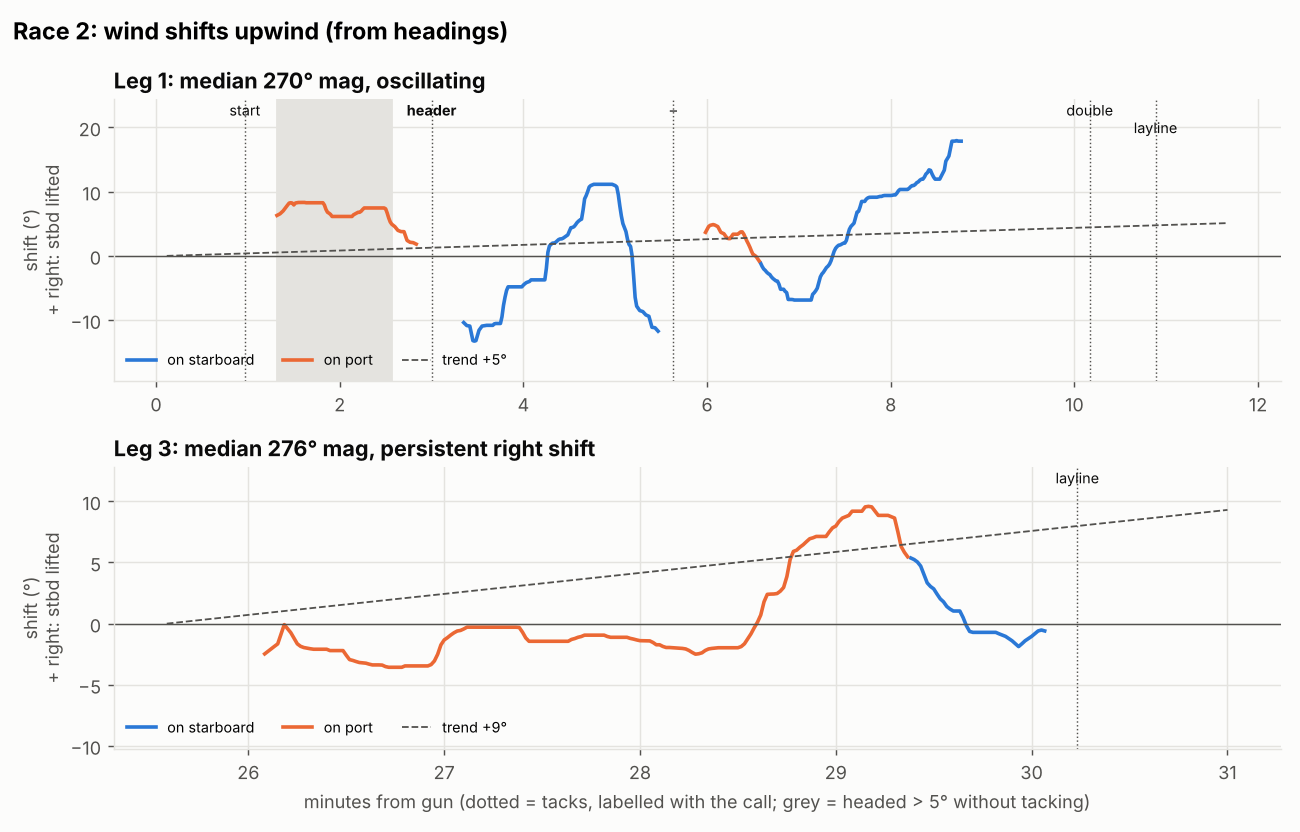 Race 2: wind shifts upwind (from headings)
Leg 1: median 270° mag, oscillating
start
header
–
double
layline
20
10
0
−10
shift (°)
+ right: stbd lifted
on starboard
on port
trend +5°
0
2
4
6
8
10
12
Leg 3: median 276° mag, persistent right shift
layline
10
5
0
−5
−10
shift (°)
+ right: stbd lifted
on starboard
on port
trend +9°
26
27
28
29
30
31
minutes from gun (dotted = tacks, labelled with the call; grey = headed > 5° without tacking)